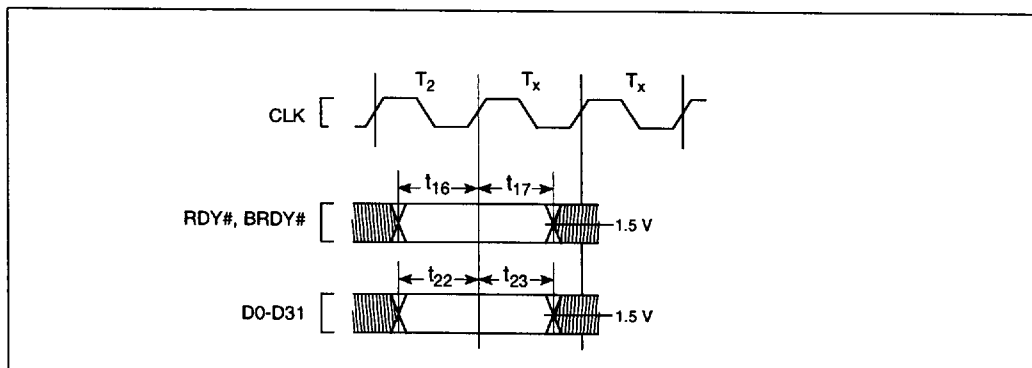 T2 Tx Tx
CLK
t16 t17
RDY#, BRDY#
1.5 V
t22 t23
D0-D31
1.5 V